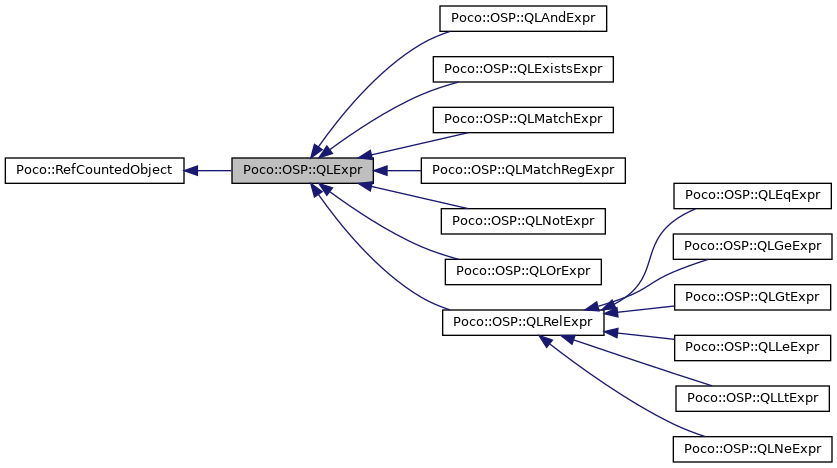 Poco::OSP::QLAndExpr
Poco::OSP::QLExistsExpr
Poco::OSP::QLMatchExpr
Poco::RefCountedObject
Poco::OSP::QLExpr
Poco::OSP::QLMatchRegExpr
Poco::OSP::QLNotExpr
Poco::OSP::QLOrExpr
Poco::OSP::QLRelExpr
Poco::OSP::QLEqExpr
Poco::OSP::QLGeExpr
Poco::OSP::QLGtExpr
Poco::OSP::QLLeExpr
Poco::OSP::QLLtExpr
Poco::OSP::QLNeExpr